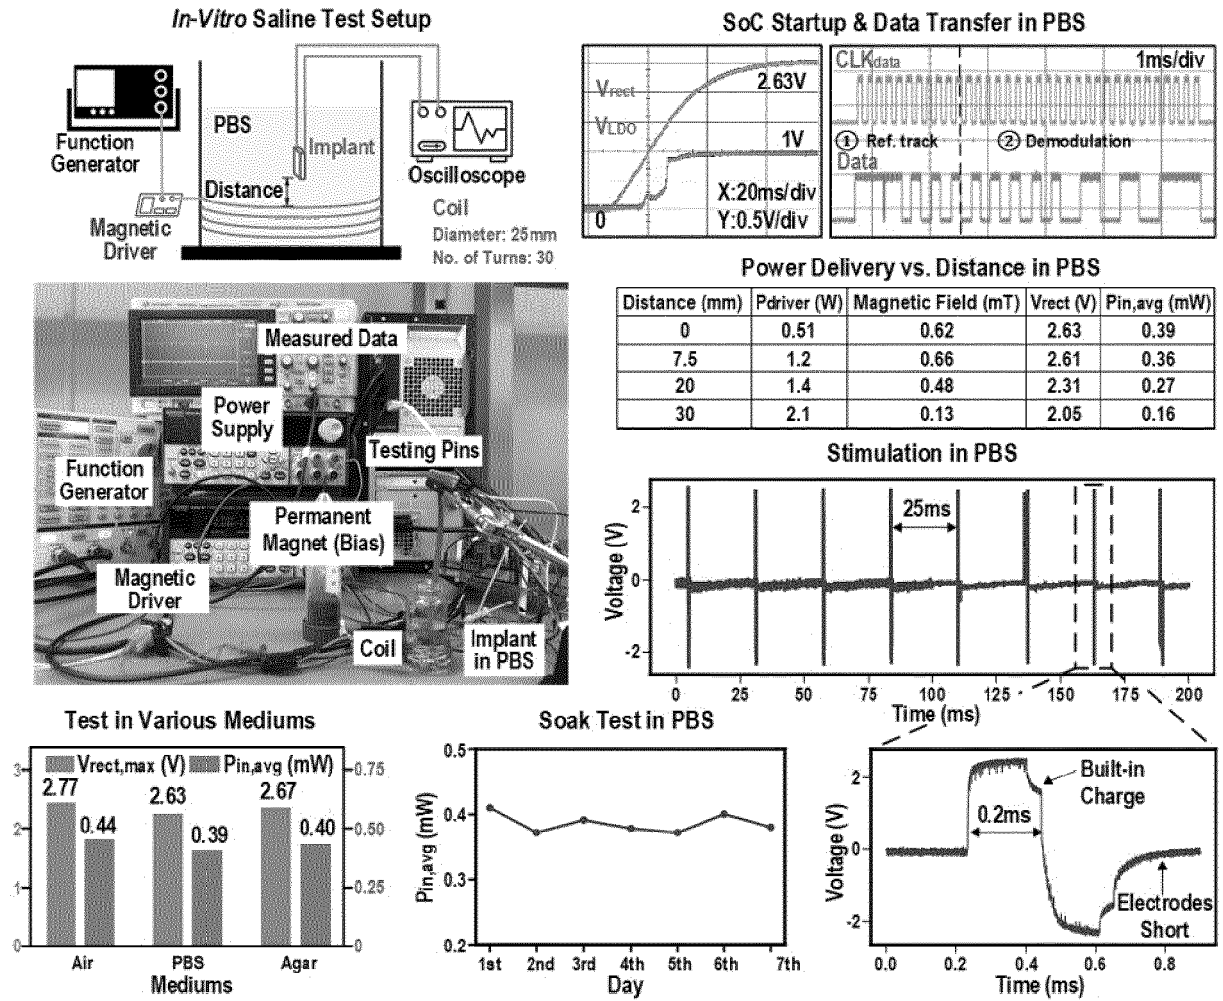 In-Vitro Saline Test Setup
Function
Generator
PBS
Implant
Distance
Magnetic
Driver
Oscilloscope
Coil
Diameter: 25mm
No. of Turns: 30
SoC Startup & Data Transfer in PBS
Vrect
2.63V
VLDO
1V
X:20ms/div
0
Y:0.5V/div
CLKdata
1ms/div
1 Ref. track
2 Demodulation
Data
Measured Data
Power
Supply
Testing Pins
Function
Generator
Permanent
Magnet (Bias)
Magnetic
Driver
Coil
Implant
in PBS
Power Delivery vs. Distance in PBS
Distance (mm) Pdriver (W) Magnetic Field (mT) Vrect (V) Pin,avg (mW)
0 0.51 0.62 2.63 0.39
7.5 1.2 0.66 2.61 0.36
20 1.4 0.48 2.31 0.27
30 2.1 0.13 2.05 0.16
Stimulation in PBS
Voltage (V)
2
0
-2
25ms
0 25 50 75 100 125 150 175 200
Time (ms)
Test in Various Mediums
Vrect,max (V) Pin,avg (mW)
3
2
1
0
2.77
0.44
2.63
0.39
2.67
0.40
0.75
0.50
0.25
0
Air PBS Agar
Mediums
Soak Test in PBS
Pin,avg (mW)
0.5
0.4
0.3
0.2
1st 2nd 3rd 4th 5th 6th 7th
Day
Voltage (V)
2
0
-2
0.2ms
Built-in
Charge
Electrodes
Short
0.0 0.2 0.4 0.6 0.8
Time (ms)